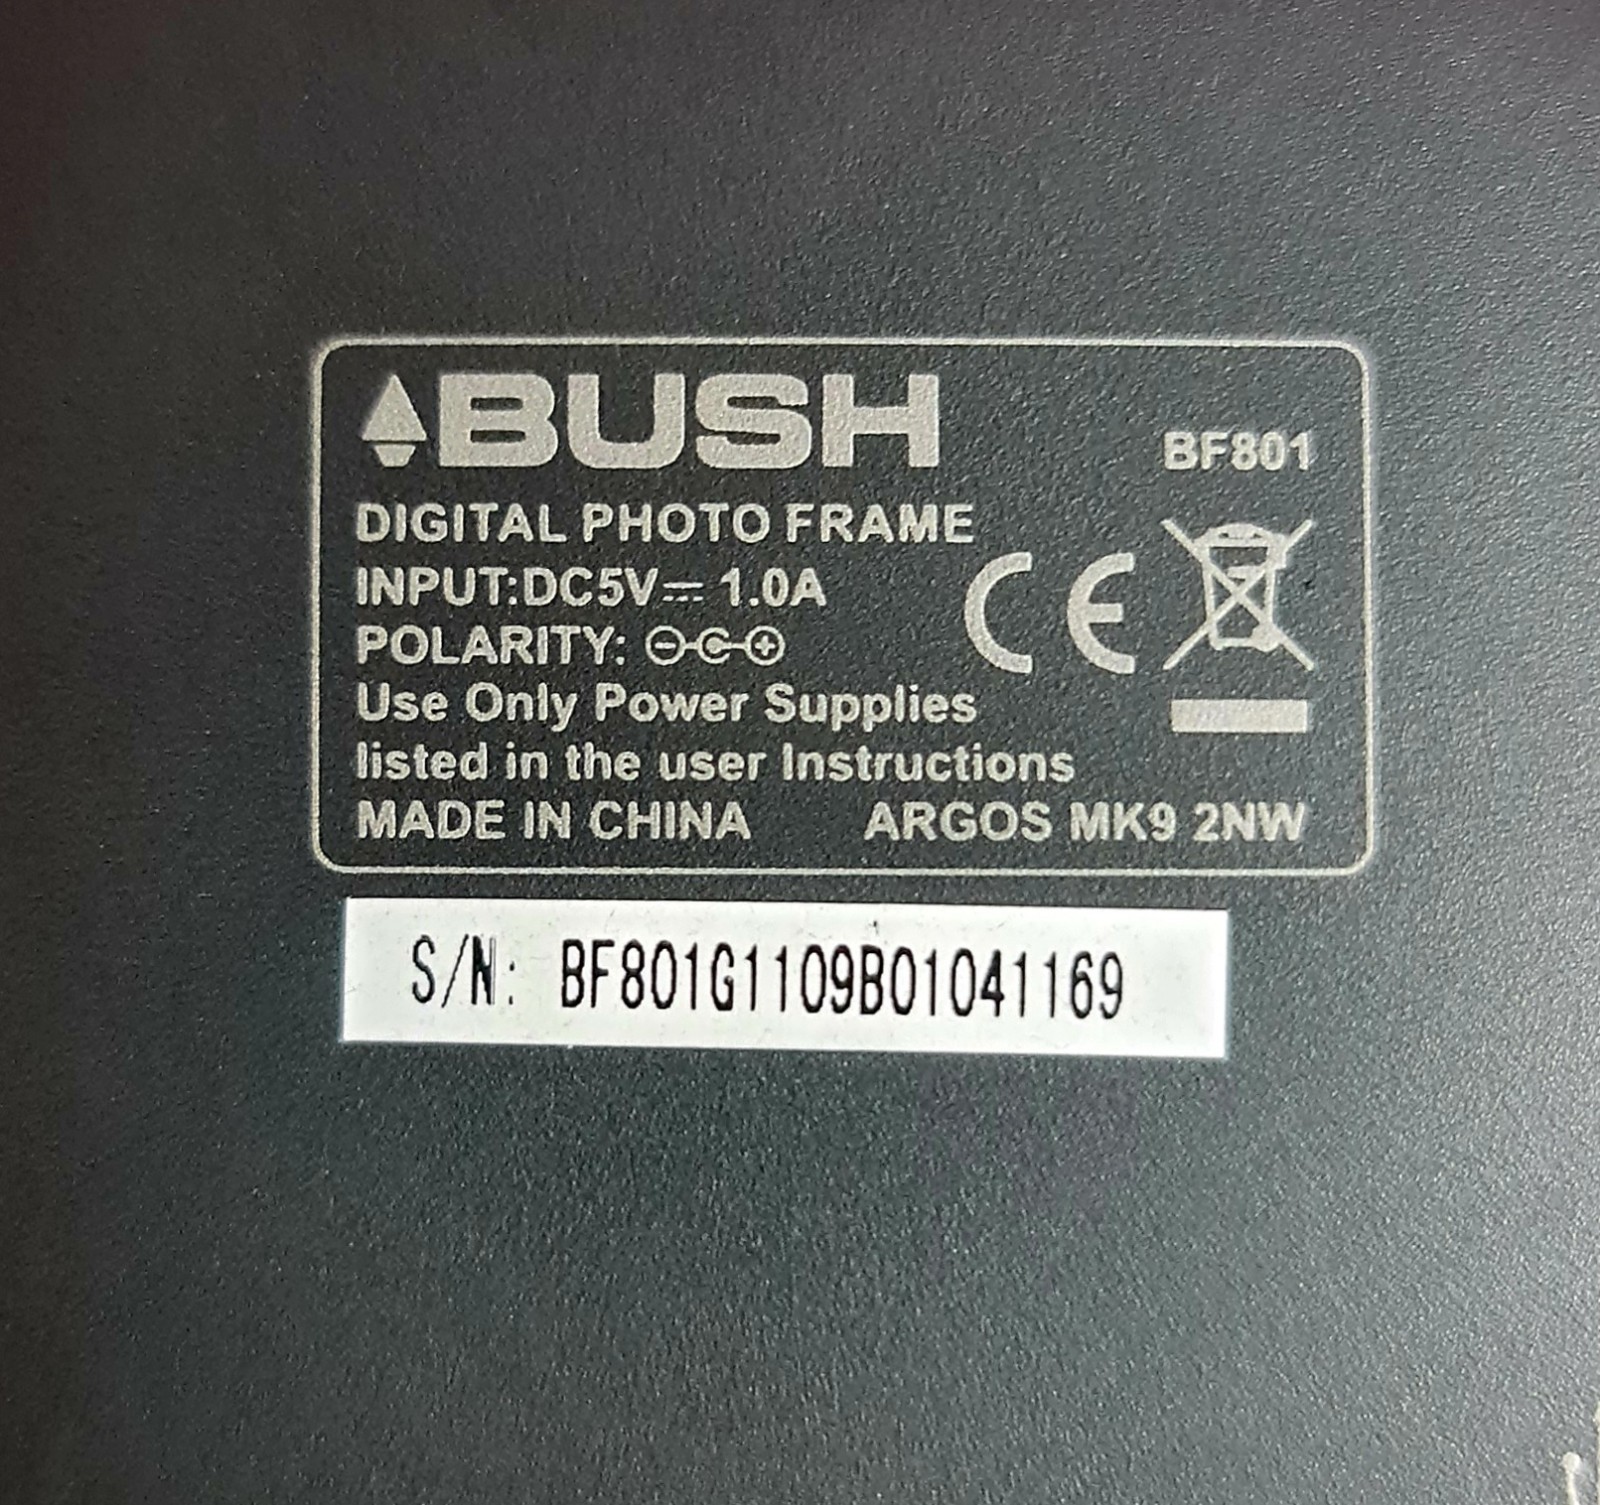 BUSH
BF801
DIGITAL PHOTO FRAME
INPUT:DC5V⎓ 1.0A
POLARITY:
CE
Use Only Power Supplies
listed in the user Instructions
MADE IN CHINA ARGOS MK9 2NW
S/N: BF801G1109B01041169